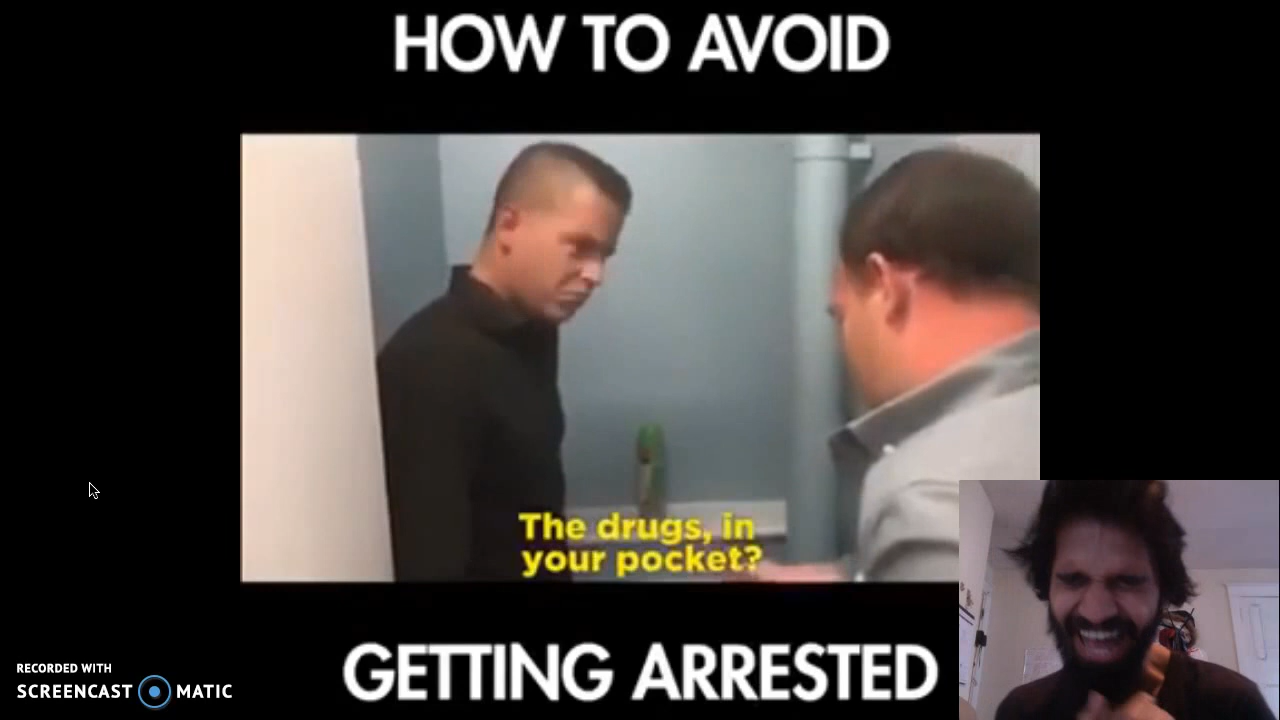 HOW TO AVOID
The drugs, in
your pocket?
GETTING ARRESTED
RECORDED WITH
SCREENCAST MATIC